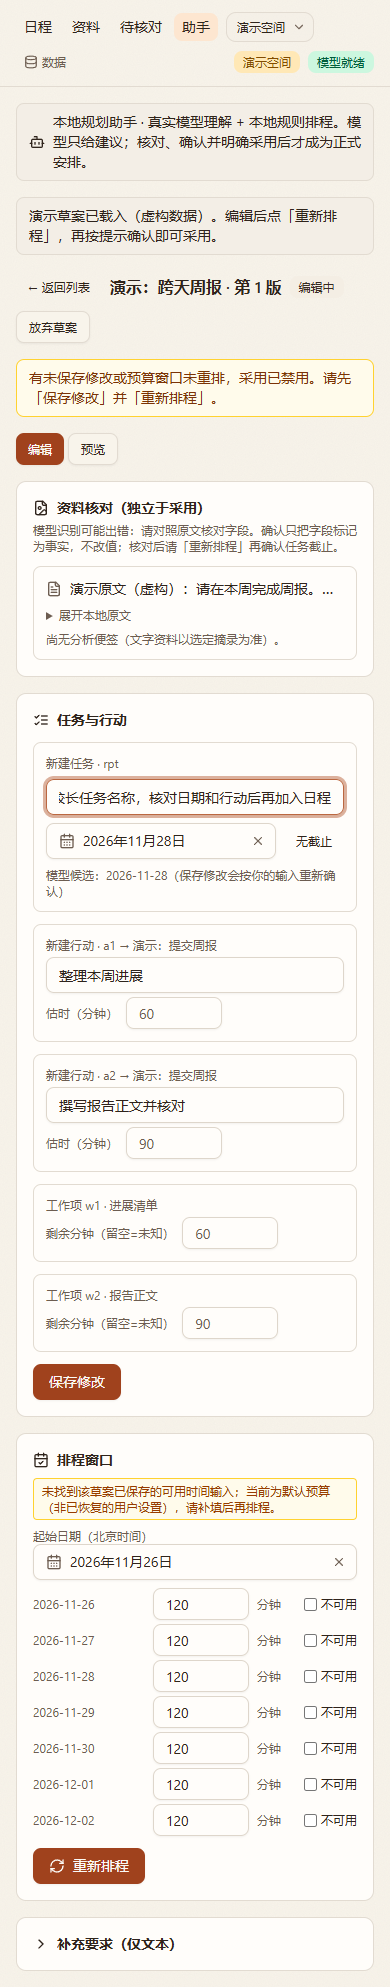 日程 资料 待核对 助手 演示空间
数据 演示空间 模型就绪
本地规划助手 · 真实模型理解 + 本地规则排程。模
型只给建议；核对、确认并明确采用后才成为正式
安排。
演示草案已载入（虚构数据）。编辑后点「重新排
程」，再按提示确认即可采用。
← 返回列表 演示：跨天周报 · 第 1 版 编辑中
放弃草案
有未保存修改或预算窗口未重排，采用已禁用。请先
「保存修改」并「重新排程」。
编辑 预览
资料核对（独立于采用）
模型识别可能出错：请对照原文核对字段。确认只把字段标记
为事实，不改值；核对后请「重新排程」再确认任务截止。
演示原文（虚构）：请在本周完成周报。...
展开本地原文
尚无分析便签（文字资料以选定摘录为准）。
任务与行动
新建任务 · rpt
长任务名称，核对日期和行动后再加入日程
2026年11月28日 无截止
模型候选：2026-11-28（保存修改会按你的输入重新确
认）
新建行动 · a1 → 演示：提交周报
整理本周进展
估时（分钟） 60
新建行动 · a2 → 演示：提交周报
撰写报告正文并核对
估时（分钟） 90
工作项 w1 · 进展清单
剩余分钟（留空=未知） 60
工作项 w2 · 报告正文
剩余分钟（留空=未知） 90
保存修改
排程窗口
未找到该草案已保存的可用时间输入；当前为默认预算
（非已恢复的用户设置），请补填后再排程。
起始日期（北京时间）
2026年11月26日
2026-11-26 120 分钟 不可用
2026-11-27 120 分钟 不可用
2026-11-28 120 分钟 不可用
2026-11-29 120 分钟 不可用
2026-11-30 120 分钟 不可用
2026-12-01 120 分钟 不可用
2026-12-02 120 分钟 不可用
重新排程
补充要求（仅文本）